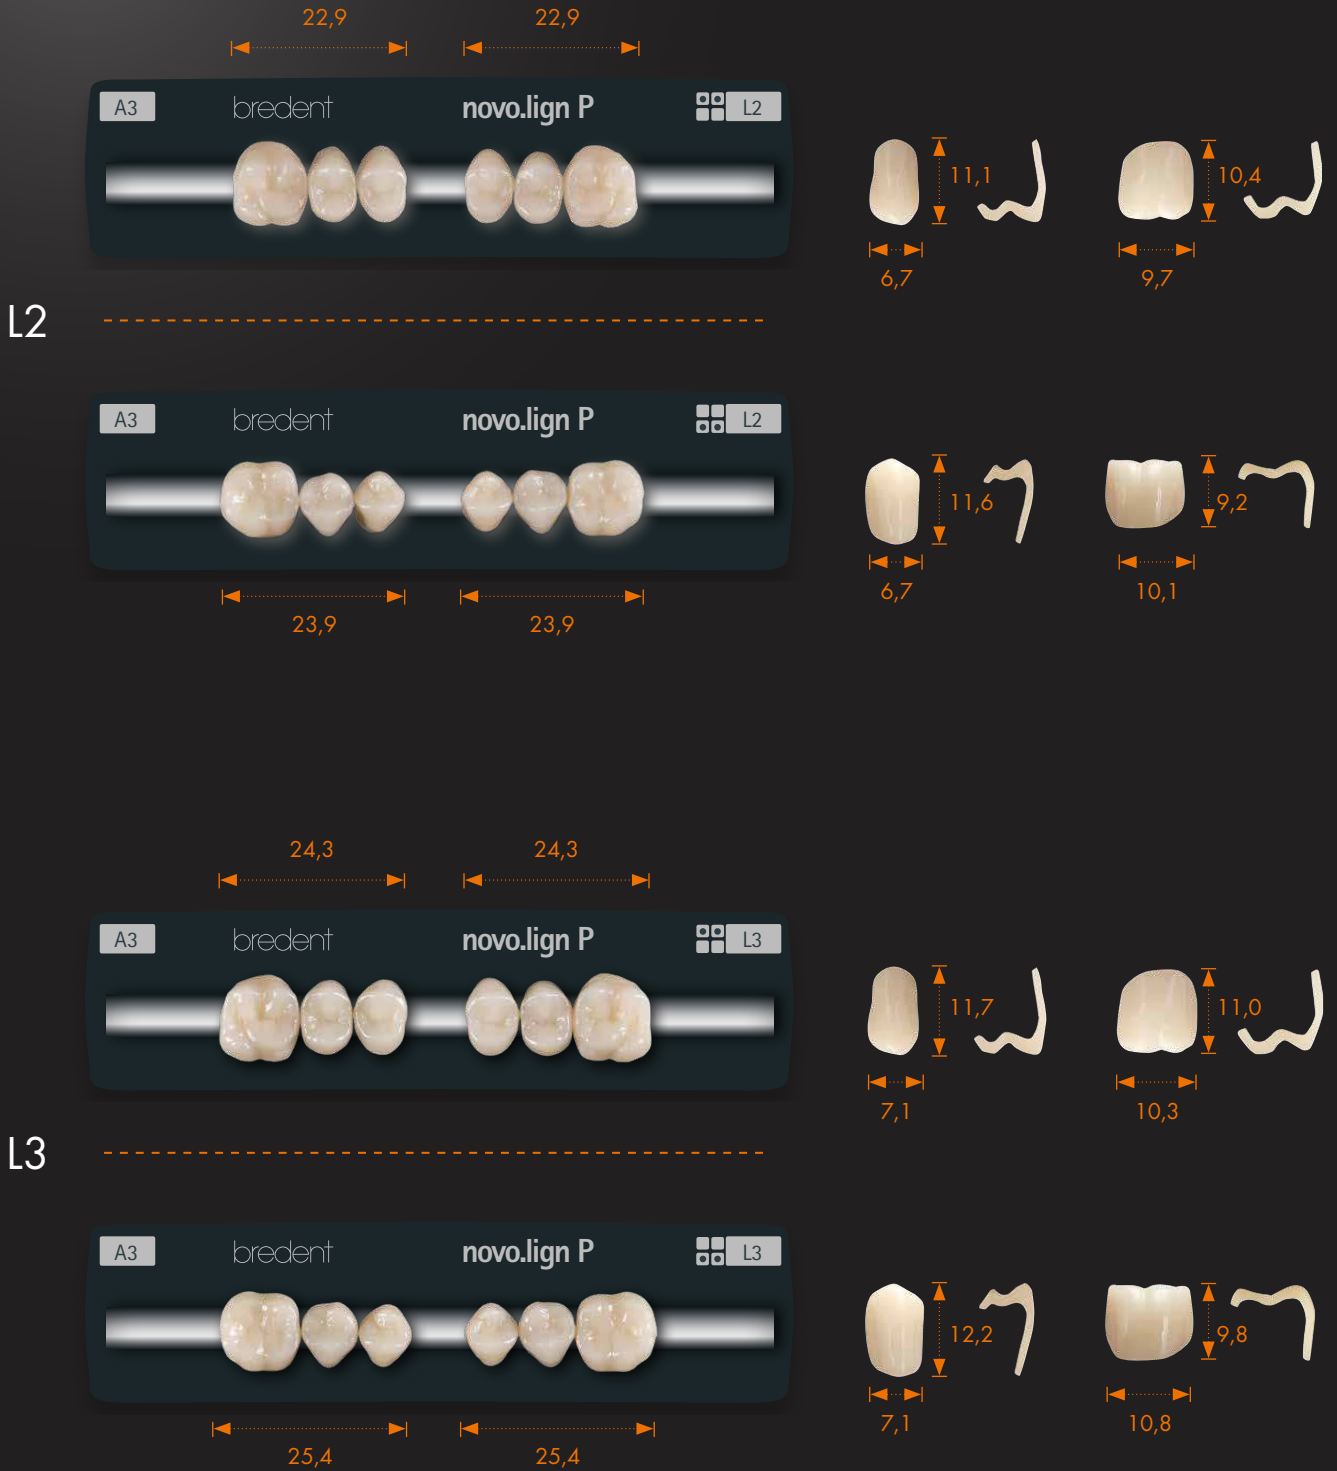 22,9 22,9
A3 bredent novo.lign P L2
11,1 10,4
6,7 9,7
L2
A3 bredent novo.lign P L2
11,6 9,2
6,7 10,1
23,9 23,9
24,3 24,3
A3 bredent novo.lign P L3
11,7 11,0
7,1 10,3
L3
A3 bredent novo.lign P L3
12,2 9,8
7,1 10,8
25,4 25,4